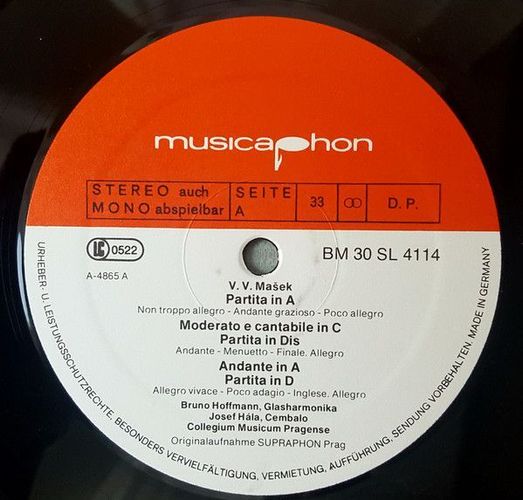 musicaphon
STEREO auch
MONO abspielbar
SEITE
A
33
D. P.
LC 0522
BM 30 SL 4114
A-4865 A
V. V. Mašek
Partita in A
Non troppo allegro - Andante grazioso - Poco allegro
Moderato e cantabile in C
Partita in Dis
Andante - Menuetto - Finale. Allegro
Andante in A
Partita in D
Allegro vivace - Poco adagio - Inglese. Allegro
Bruno Hoffmann, Glasharmonika
Josef Hála, Cembalo
Collegium Musicum Pragense
Originalaufnahme SUPRAPHON Prag
URHEBER- U. LEISTUNGSSCHUTZRECHTE, BESONDERS VERVIELFÄLTIGUNG, VERMIETUNG, AUFFÜHRUNG, SENDUNG VORBEHALTEN. MADE IN GERMANY